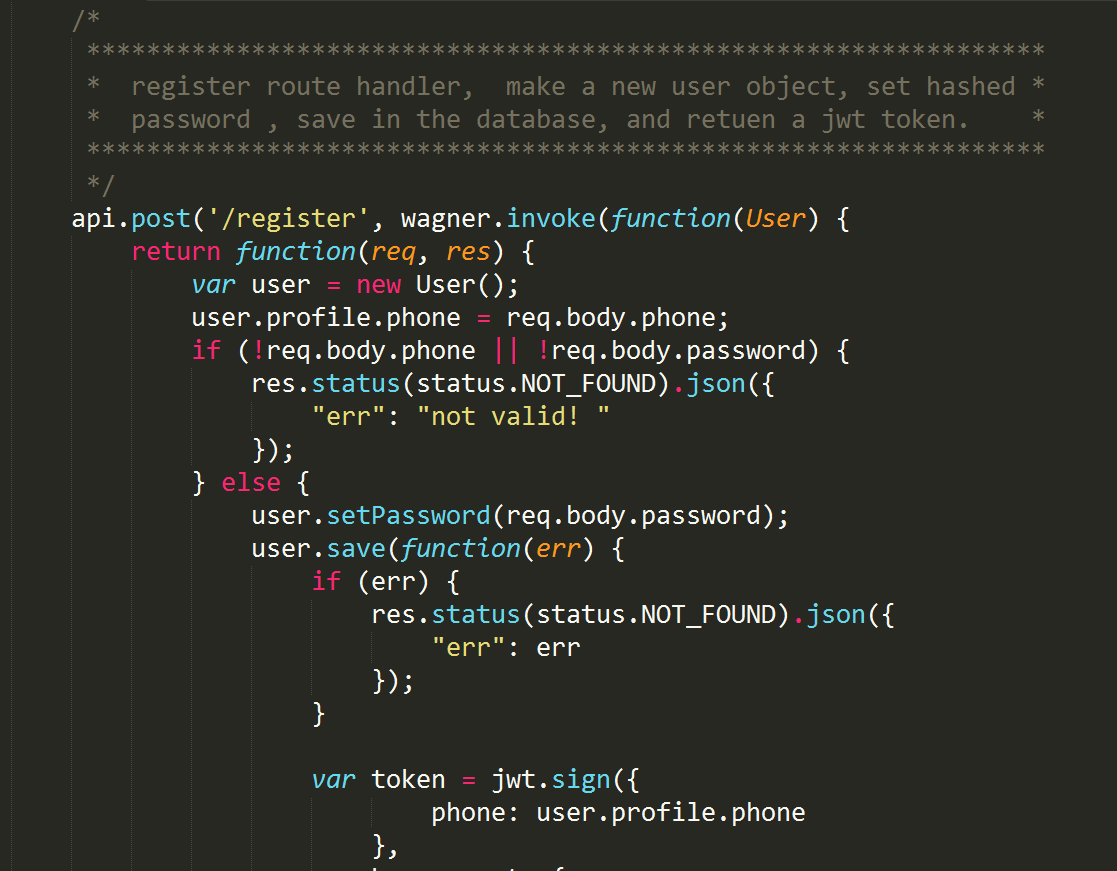 /*
****************************************************************
*  register route handler,  make a new user object, set hashed *
*  password , save in the database, and retuen a jwt token.    *
****************************************************************
*/
api.post('/register', wagner.invoke(function(User) {
return function(req, res) {
var user = new User();
user.profile.phone = req.body.phone;
if (!req.body.phone || !req.body.password) {
res.status(status.NOT_FOUND).json({
"err": "not valid! "
});
} else {
user.setPassword(req.body.password);
user.save(function(err) {
if (err) {
res.status(status.NOT_FOUND).json({
"err": err
});
}
var token = jwt.sign({
phone: user.profile.phone
},